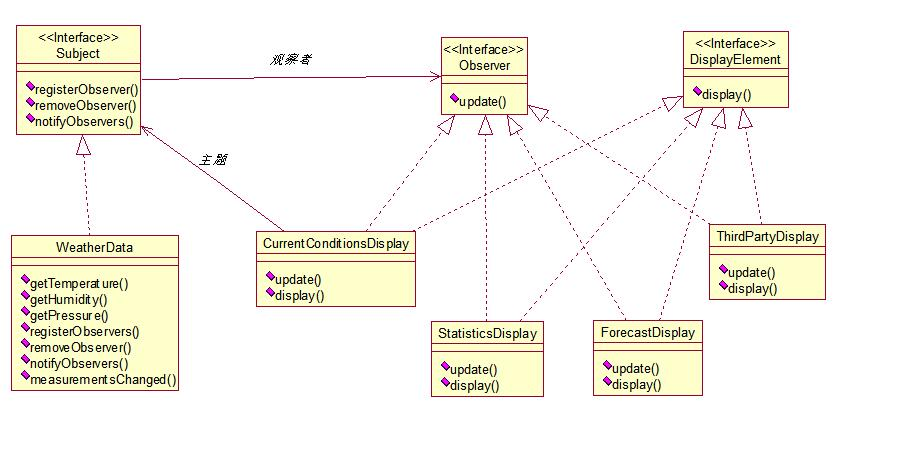 <<Interface>>
Subject
registerObserver()
removeObserver()
notifyObservers()
观察者
<<Interface>>
Observer
update()
<<Interface>>
DisplayElement
display()
主题
WeatherData
getTemperature()
getHumidity()
getPressure()
registerObservers()
removeObserver()
notifyObservers()
measurementsChanged()
CurrentConditionsDisplay
update()
display()
StatisticsDisplay
update()
display()
ForecastDisplay
update()
display()
ThirdPartyDisplay
update()
display()